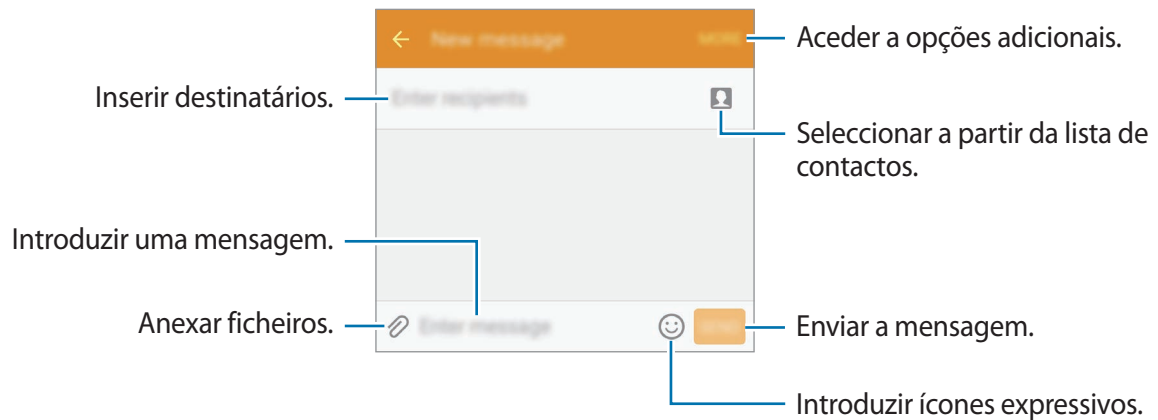 New message
MORE
Aceder a opções adicionais.
Inserir destinatários.
Enter recipients
Seleccionar a partir da lista de
contactos.
Introduzir uma mensagem.
Anexar ficheiros.
Enter message
SEND
Enviar a mensagem.
Introduzir ícones expressivos.